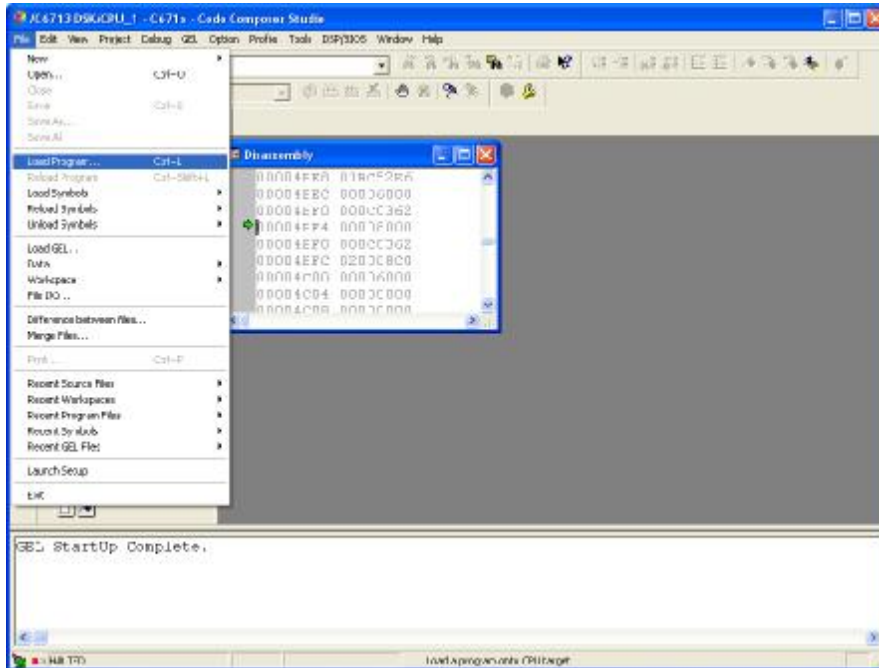 /C6713 DSK/CPU_1 - C671x - Code Composer Studio
File Edit View Project Debug GEL Option Profile Tools DSP/BIOS Window Help
New
Open... Ctrl-O
Close
Save Ctrl-S
Save As...
Save All
Load Program... Ctrl-L
Reload Program Ctrl-Shift-L
Load Symbols
Reload Symbols
Unload Symbols
Load GEL...
Data
Workspace
File I/O ...
Difference between files...
Merge Files...
Print ... Ctrl-P
Recent Source Files
Recent Workspaces
Recent Program Files
Recent Symbols
Recent GEL Files
Launch Setup
Exit
Disassembly
GEL StartUp Complete.
HALTED
Load a program onto CPU target